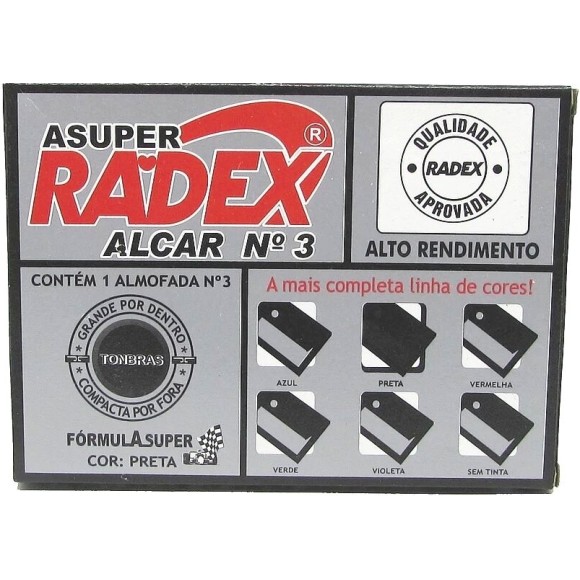 ASUPER
RADEX®
ALCAR Nº 3
QUALIDADE
RADEX
APROVADA
ALTO RENDIMENTO
CONTÉM 1 ALMOFADA Nº3
GRANDE POR DENTRO
TONBRAS
COMPACTA POR FORA
FÓRMULASUPER
COR: PRETA
A mais completa linha de cores!
AZUL
PRETA
VERMELHA
VERDE
VIOLETA
SEM TINTA